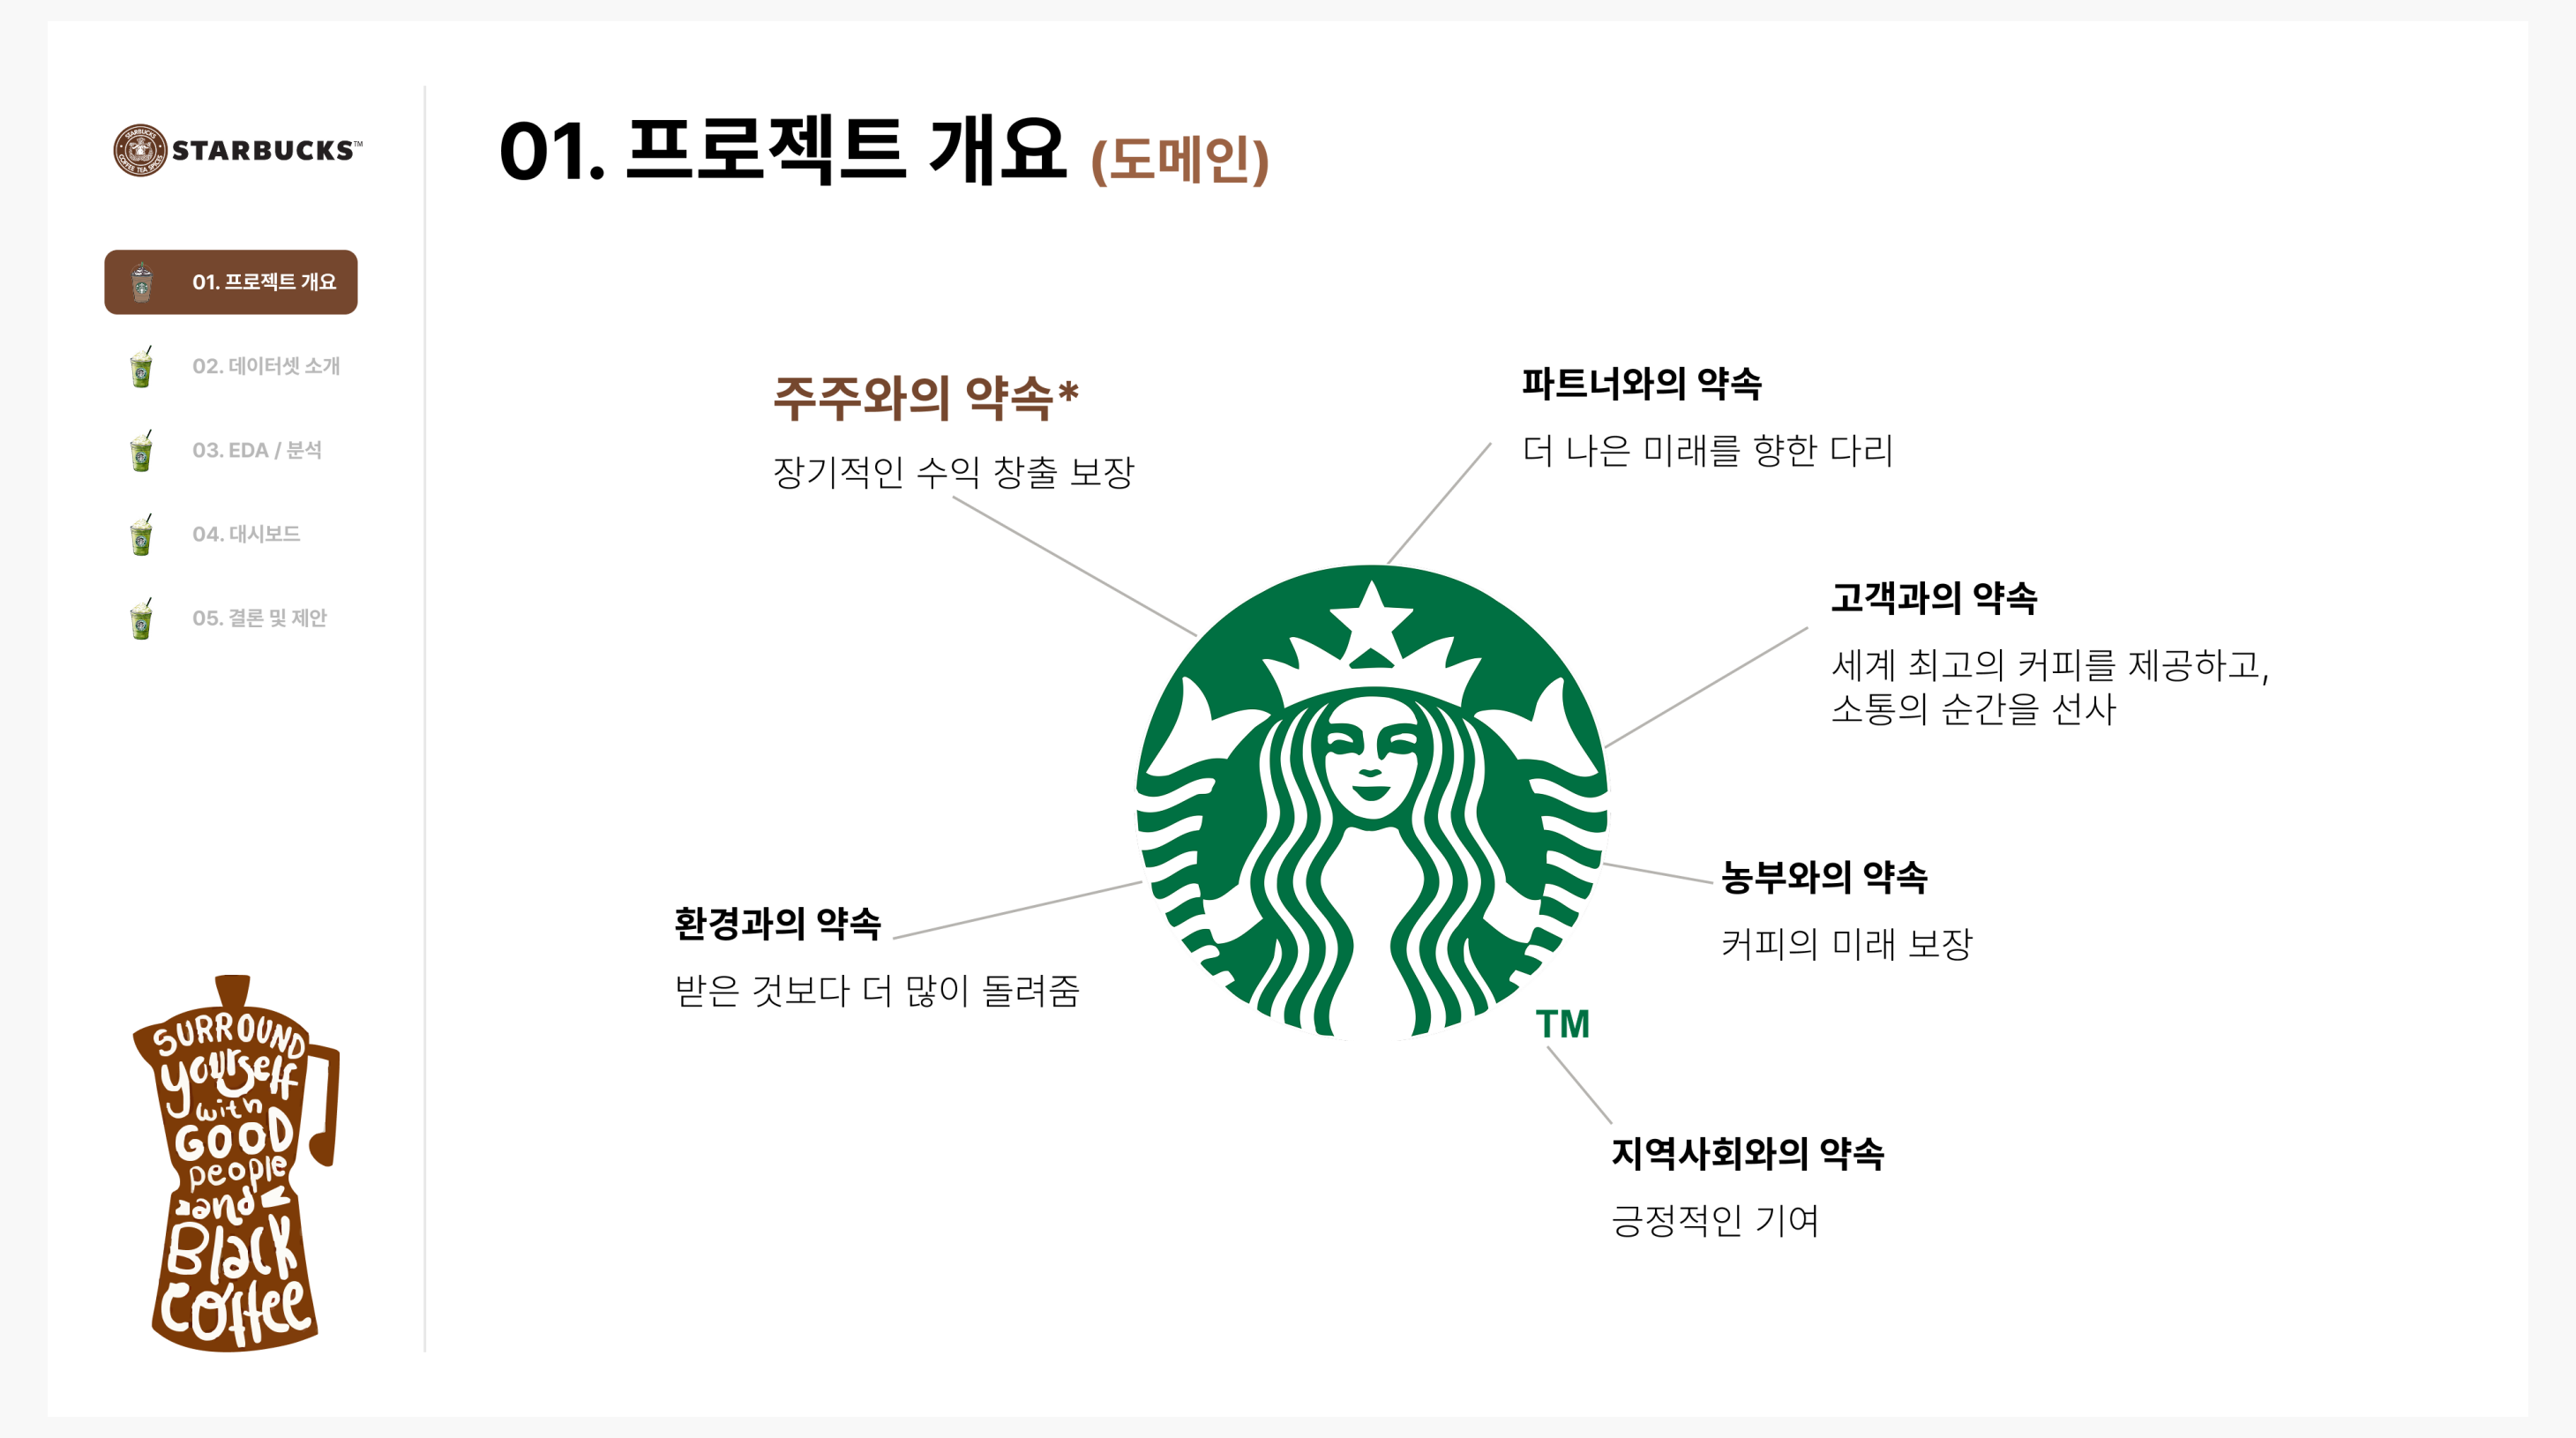 STARBUCKS™
01. 프로젝트 개요
02. 데이터셋 소개
03. EDA / 분석
04. 대시보드
05. 결론 및 제안
SURROUND
yourself
with
GOOD
people
and
Black
Coffee
01. 프로젝트 개요 (도메인)
주주와의 약속*
장기적인 수익 창출 보장
파트너와의 약속
더 나은 미래를 향한 다리
고객과의 약속
세계 최고의 커피를 제공하고,
소통의 순간을 선사
농부와의 약속
커피의 미래 보장
환경과의 약속
받은 것보다 더 많이 돌려줌
TM
지역사회와의 약속
긍정적인 기여